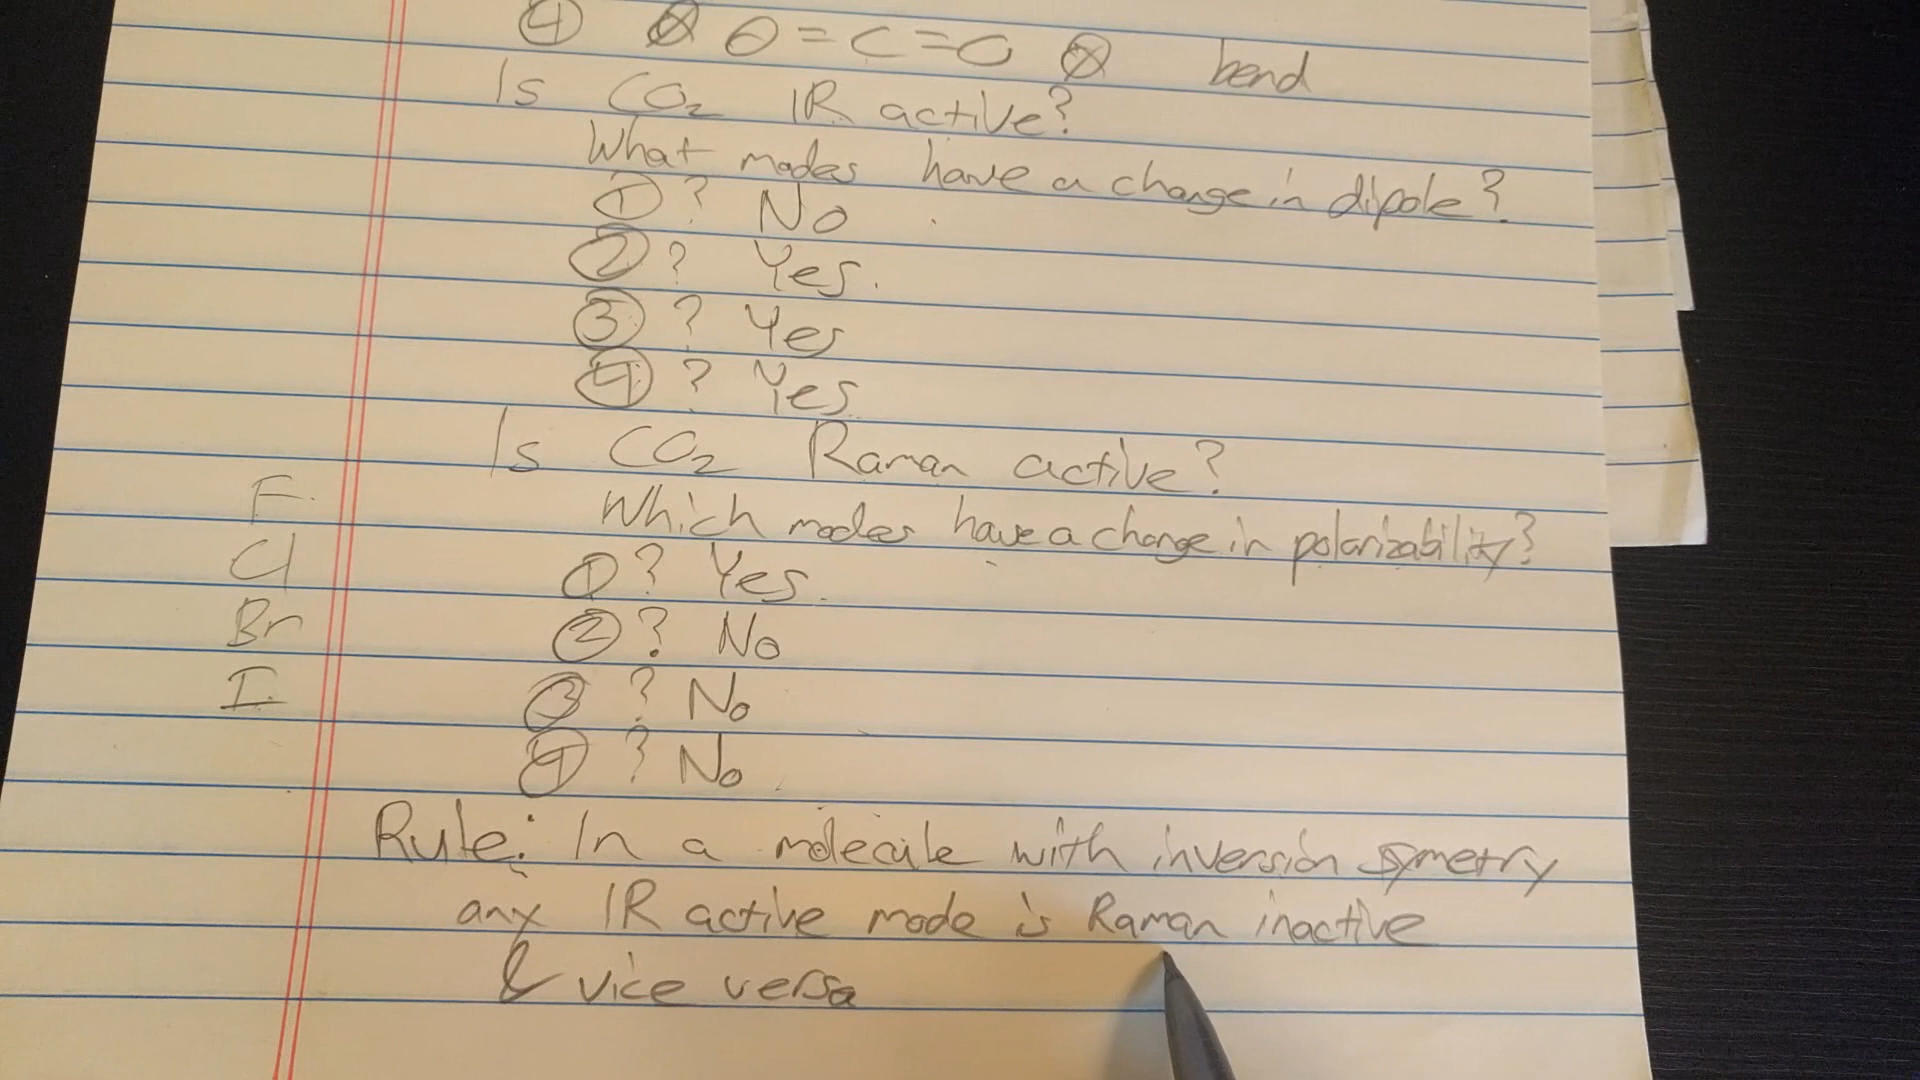 ④ ⊗ O=C=O ⊗ bend
Is CO₂ IR active?
What modes have a change in dipole?
①? No
②? Yes.
③? Yes
④? Yes
Is CO₂ Raman active?
F
Which modes have a change in polarizability?
Cl
①? Yes.
Br
②? No
I
③? No
④? No
Rule: In a molecule with inversion symetry
any IR active mode is Raman inactive
& vice versa